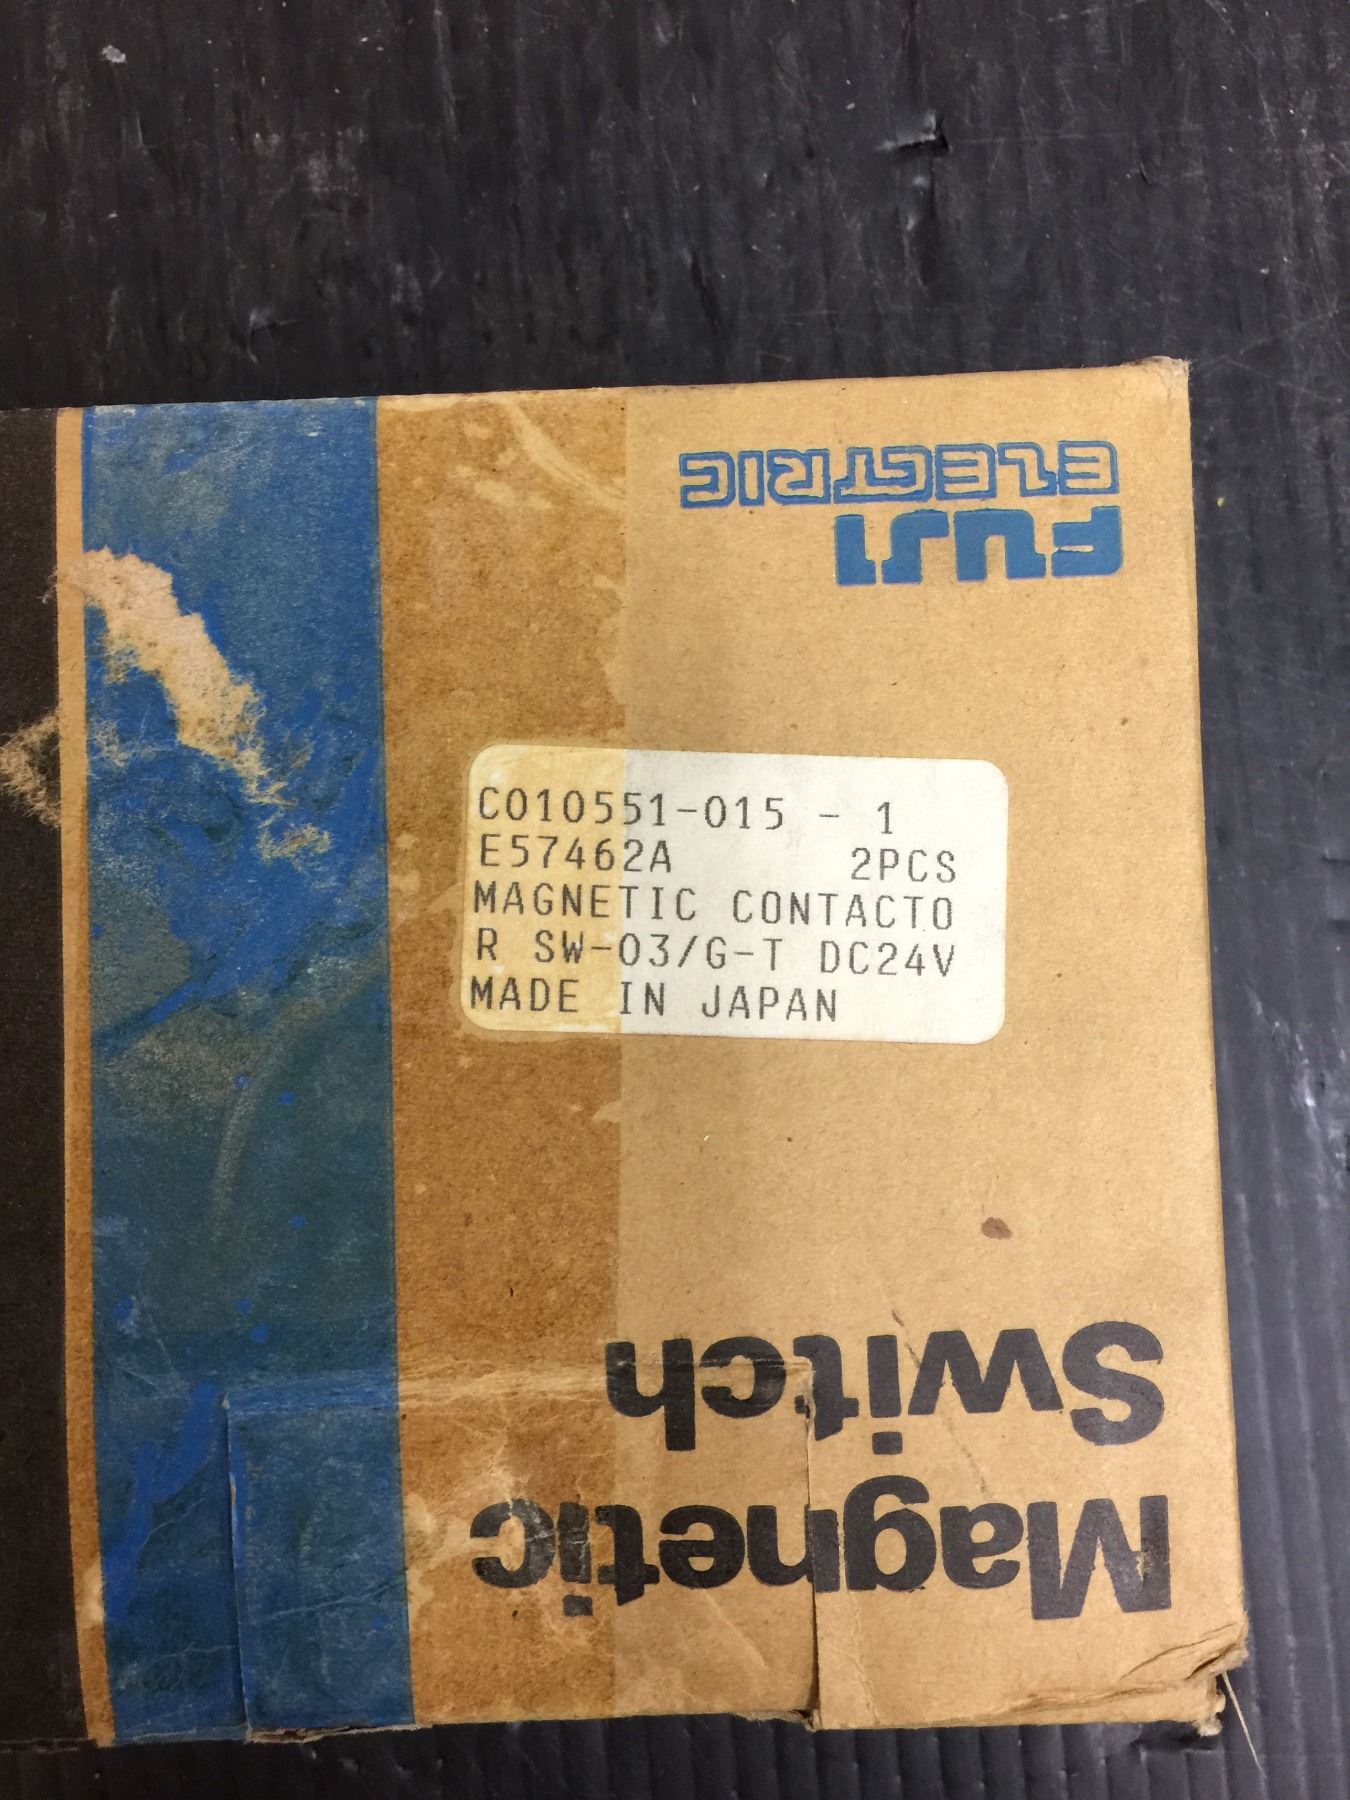 FUJI
ELECTRIC
C010551-015 - 1
E57462A 2PCS
MAGNETIC CONTACTO
R SW-03/G-T DC24V
MADE IN JAPAN
Magnetic
Switch